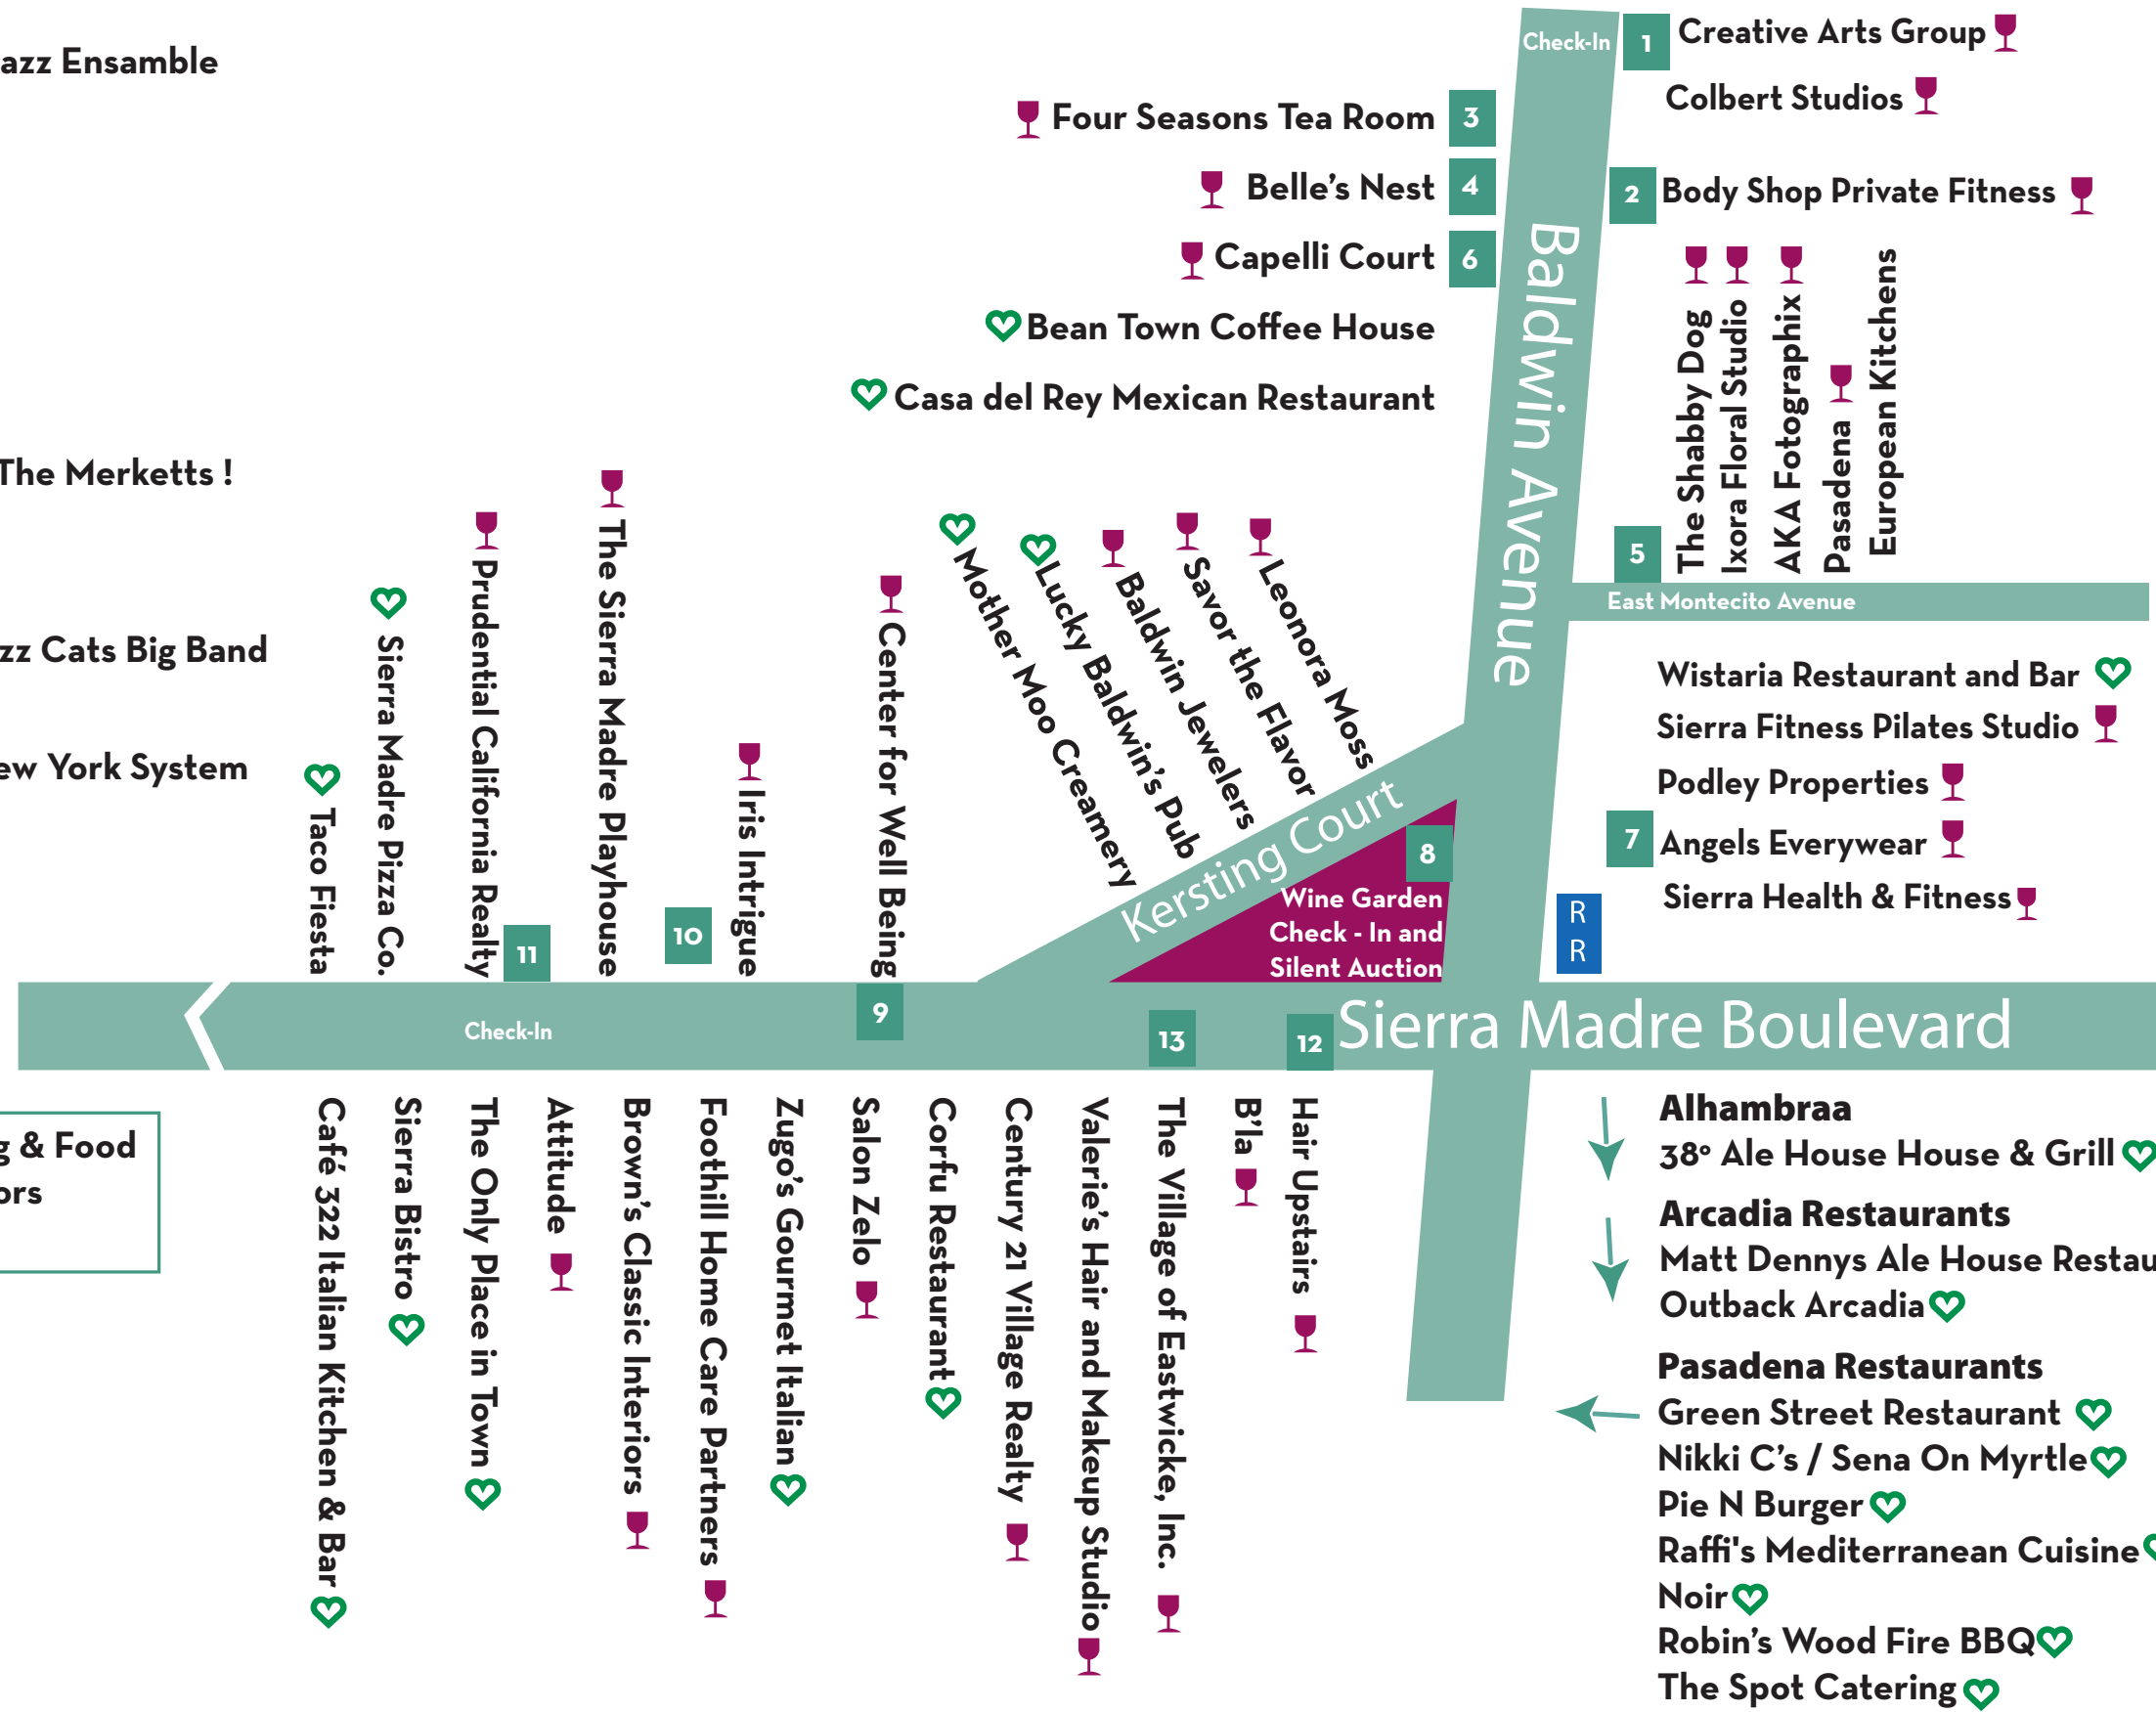 azz Ensamble
The Merketts !
zz Cats Big Band
ew York System
g & Food
ors
Check-In
1
Creative Arts Group
Colbert Studios
Four Seasons Tea Room
3
2
Body Shop Private Fitness
Belle's Nest
4
Capelli Court
6
Bean Town Coffee House
Casa del Rey Mexican Restaurant
Baldwin Avenue
The Shabby Dog
Ixora Floral Studio
AKA Fotographix
Pasadena
European Kitchens
5
East Montecito Avenue
Wistaria Restaurant and Bar
Sierra Fitness Pilates Studio
Podley Properties
7
Angels Everywear
Sierra Health & Fitness
R
R
Taco Fiesta
Sierra Madre Pizza Co.
Prudential California Realty
11
The Sierra Madre Playhouse
10
Iris Intrigue
Center for Well Being
Mother Moo Creamery
Lucky Baldwin's Pub
Baldwin Jewelers
Savor the Flavor
Leonora Moss
Kersting Court
8
Wine Garden
Check - In and
Silent Auction
Check-In
9
13
12
Sierra Madre Boulevard
Café 322 Italian Kitchen & Bar
Sierra Bistro
The Only Place in Town
Attitude
Brown's Classic Interiors
Foothill Home Care Partners
Zugo's Gourmet Italian
Salon Zelo
Corfu Restaurant
Century 21 Village Realty
Valerie's Hair and Makeup Studio
The Village of Eastwicke, Inc.
B'la
Hair Upstairs
Alhambraa
38° Ale House House & Grill
Arcadia Restaurants
Matt Dennys Ale House Restau
Outback Arcadia
Pasadena Restaurants
Green Street Restaurant
Nikki C's / Sena On Myrtle
Pie N Burger
Raffi's Mediterranean Cuisine
Noir
Robin's Wood Fire BBQ
The Spot Catering